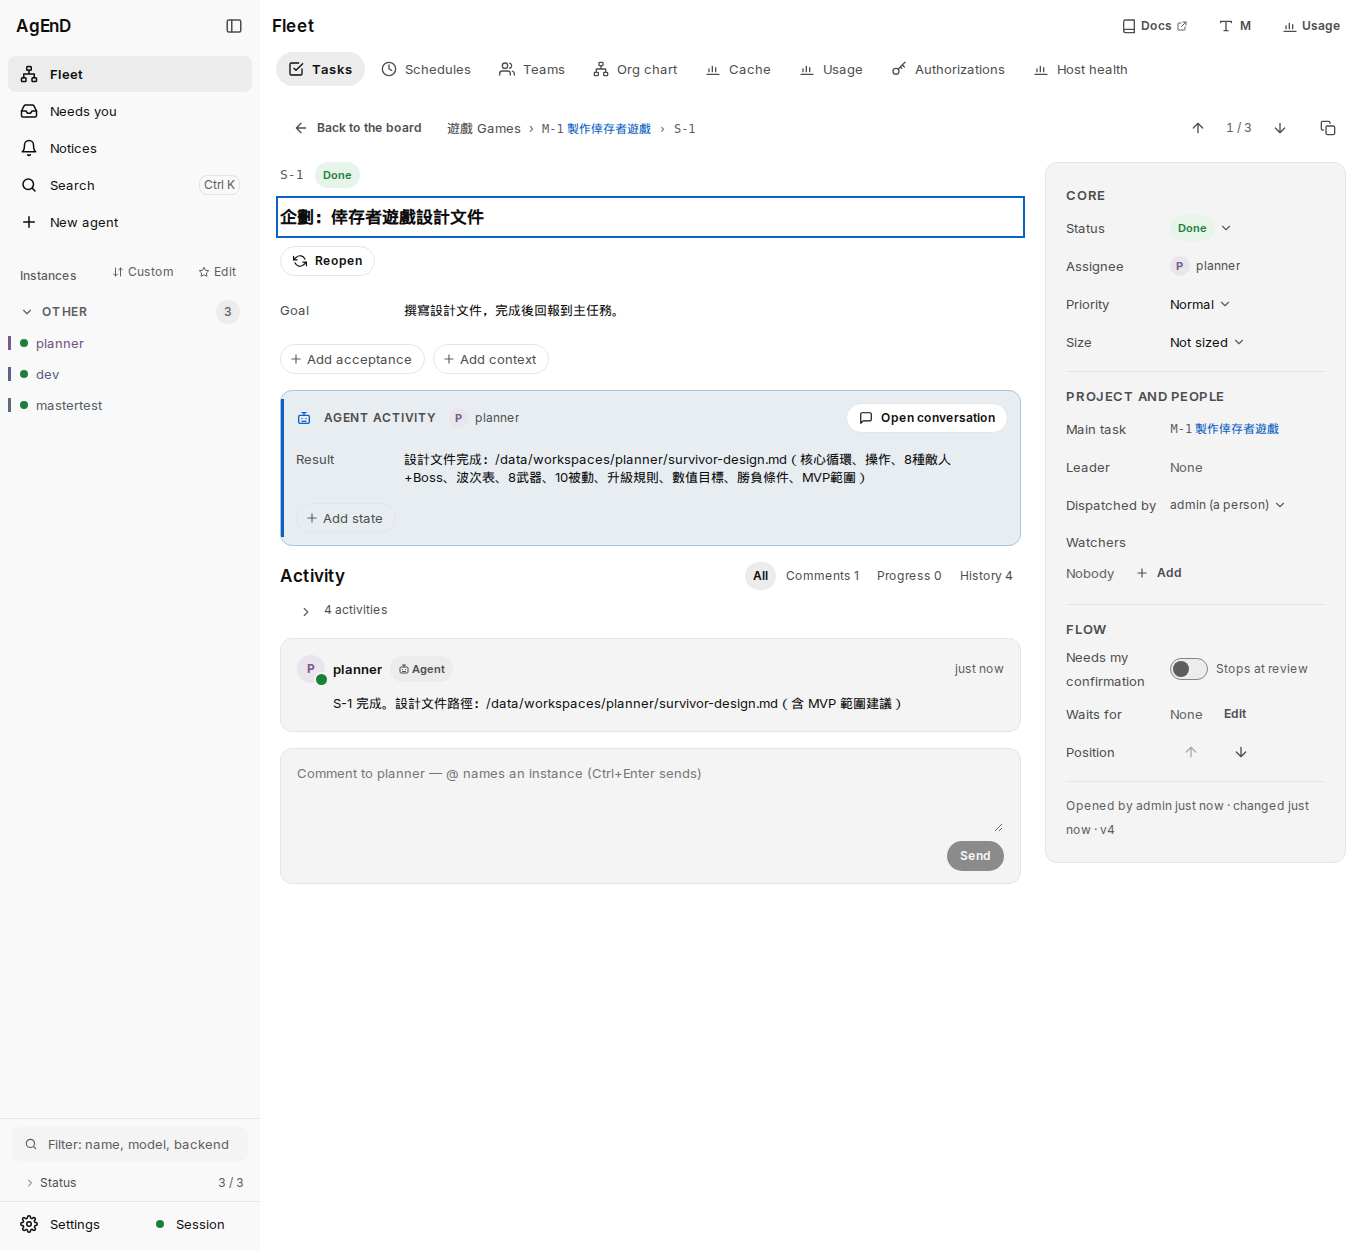 AgEnD
Fleet
Needs you
Notices
Search
Ctrl K
New agent
Instances
Custom
Edit
OTHER
3
planner
dev
mastertest
Filter: name, model, backend
Status
3 / 3
Settings
Session
Fleet
Docs
M
Usage
Tasks
Schedules
Teams
Org chart
Cache
Usage
Authorizations
Host health
Back to the board
遊戲 Games › M-1 製作倖存者遊戲 › S-1
1 / 3
S-1
Done
企劃：倖存者遊戲設計文件
Reopen
Goal
撰寫設計文件，完成後回報到主任務。
Add acceptance
Add context
AGENT ACTIVITY
P
planner
Open conversation
Result
設計文件完成：/data/workspaces/planner/survivor-design.md（核心循環、操作、8種敵人
+Boss、波次表、8武器、10被動、升級規則、數值目標、勝負條件、MVP範圍）
Add state
Activity
All
Comments 1
Progress 0
History 4
4 activities
P
planner
Agent
just now
S-1 完成。設計文件路徑：/data/workspaces/planner/survivor-design.md（含 MVP 範圍建議）
Comment to planner — @ names an instance (Ctrl+Enter sends)
Send
CORE
Status
Done
Assignee
P
planner
Priority
Normal
Size
Not sized
PROJECT AND PEOPLE
Main task
M-1 製作倖存者遊戲
Leader
None
Dispatched by
admin (a person)
Watchers
Nobody
Add
FLOW
Needs my
confirmation
Stops at review
Waits for
None
Edit
Position
Opened by admin just now · changed just
now · v4